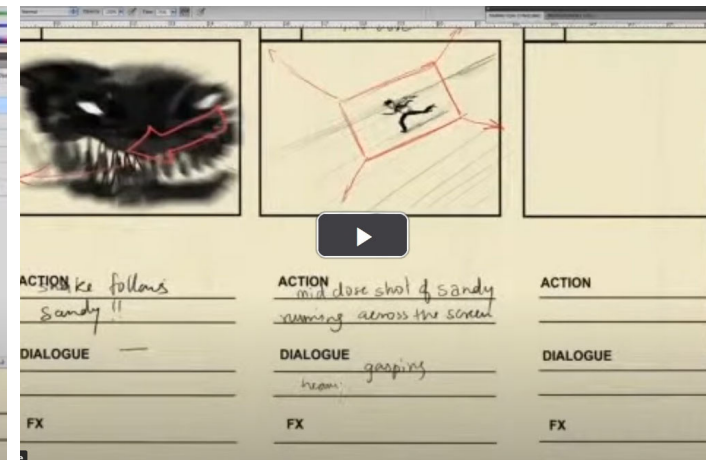 ACTION
snake follows
sandy!!
DIALOGUE
FX
ACTION
mid close shot of sandy
running across the screen
DIALOGUE
gasping
FX
ACTION
DIALOGUE
FX